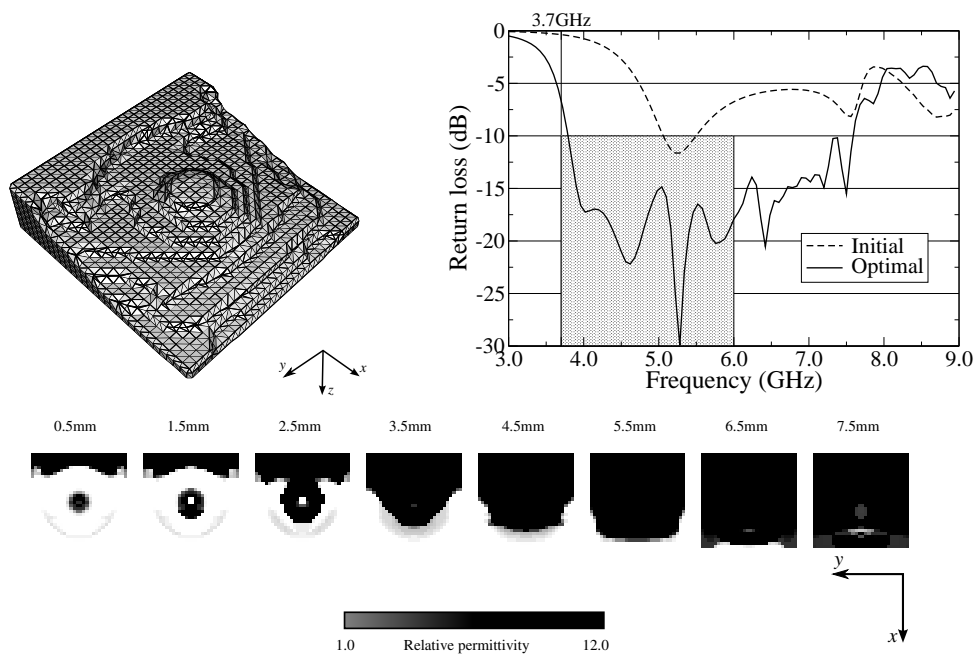 3.7GHz
0
-5
-10
-15
-20
-25
-30
Return loss (dB)
Initial
Optimal
3.0 4.0 5.0 6.0 7.0 8.0 9.0
Frequency (GHz)
y x
z
0.5mm 1.5mm 2.5mm 3.5mm 4.5mm 5.5mm 6.5mm 7.5mm
y
x
1.0 Relative permittivity 12.0